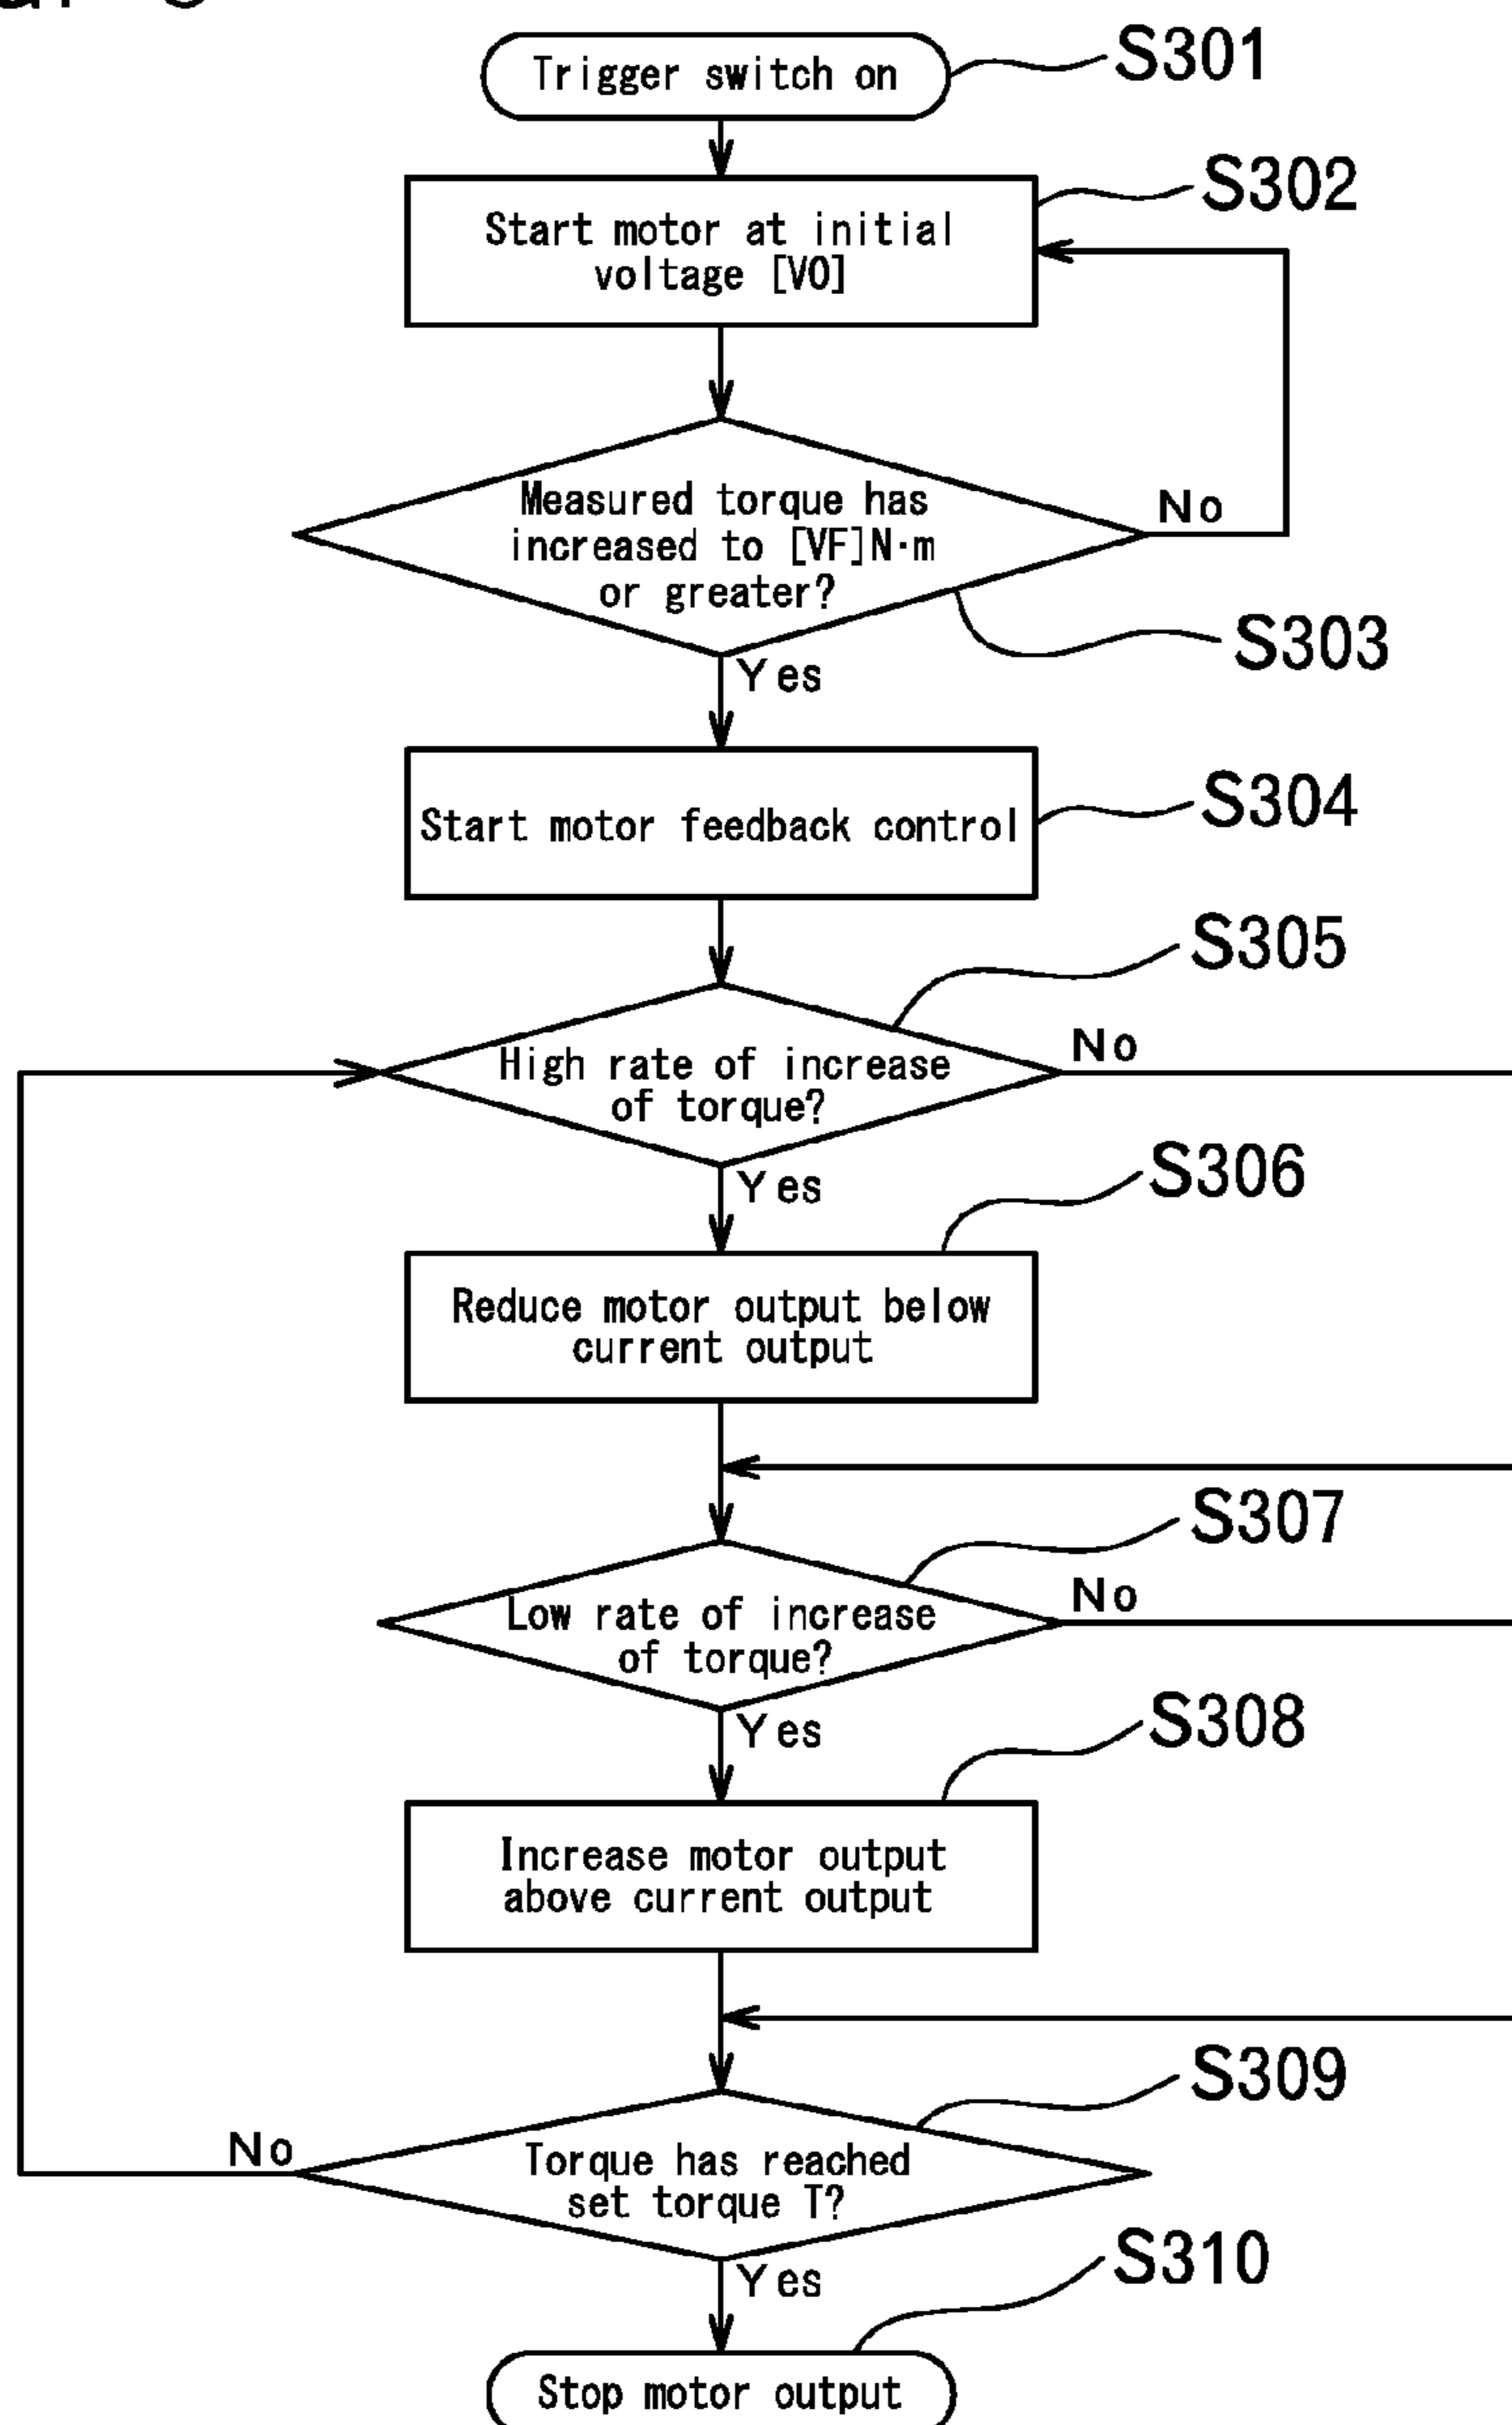 Trigger switch on
S301
S302
Start motor at initial
voltage [V0]
Measured torque has
increased to [VF]N·m
or greater?
No
S303
Yes
Start motor feedback control
S304
S305
High rate of increase
of torque?
No
Yes
S306
Reduce motor output below
current output
S307
Low rate of increase
of torque?
No
Yes
S308
Increase motor output
above current output
S309
Torque has reached
set torque T?
No
Yes
S310
Stop motor output